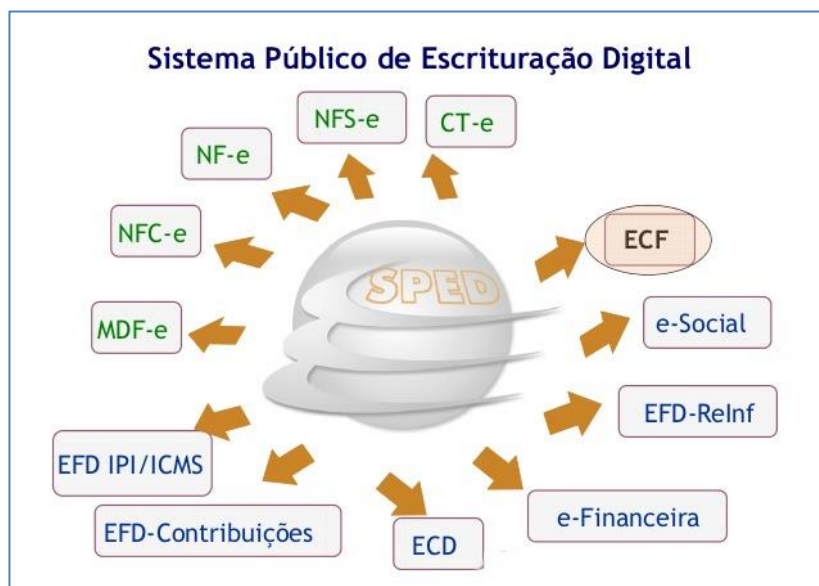 Sistema Público de Escrituração Digital
NFS-e
CT-e
NF-e
NFC-e
ECF
SPED
MDF-e
e-Social
EFD-ReInf
EFD IPI/ICMS
e-Financeira
EFD-Contribuições
ECD